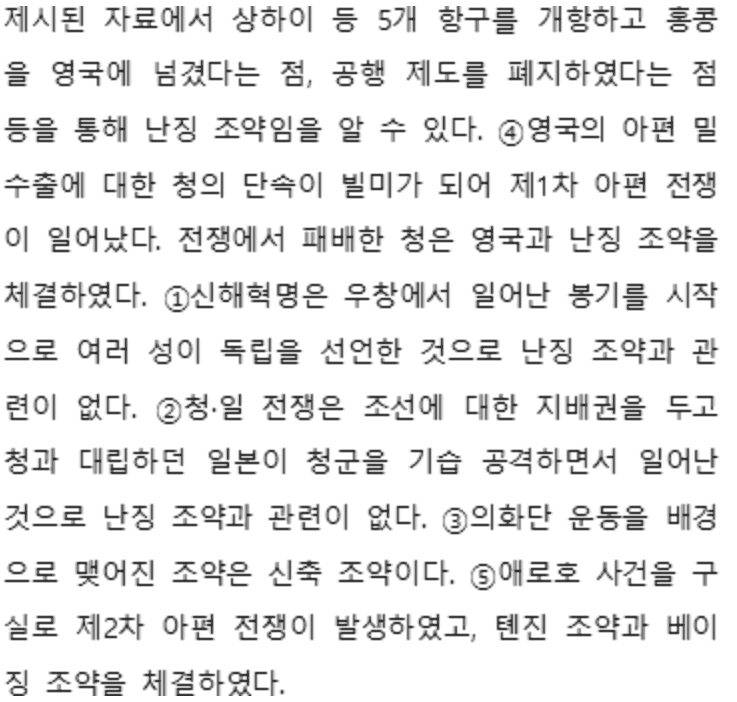 제시된 자료에서 상하이 등 5개 항구를 개항하고 홍콩
을 영국에 넘겼다는 점, 공행 제도를 폐지하였다는 점
등을 통해 난징 조약임을 알 수 있다. ④영국의 아편 밀
수출에 대한 청의 단속이 빌미가 되어 제1차 아편 전쟁
이 일어났다. 전쟁에서 패배한 청은 영국과 난징 조약을
체결하였다. ①신해혁명은 우창에서 일어난 봉기를 시작
으로 여러 성이 독립을 선언한 것으로 난징 조약과 관
련이 없다. ②청·일 전쟁은 조선에 대한 지배권을 두고
청과 대립하던 일본이 청군을 기습 공격하면서 일어난
것으로 난징 조약과 관련이 없다. ③의화단 운동을 배경
으로 맺어진 조약은 신축 조약이다. ⑤애로호 사건을 구
실로 제2차 아편 전쟁이 발생하였고, 톈진 조약과 베이
징 조약을 체결하였다.